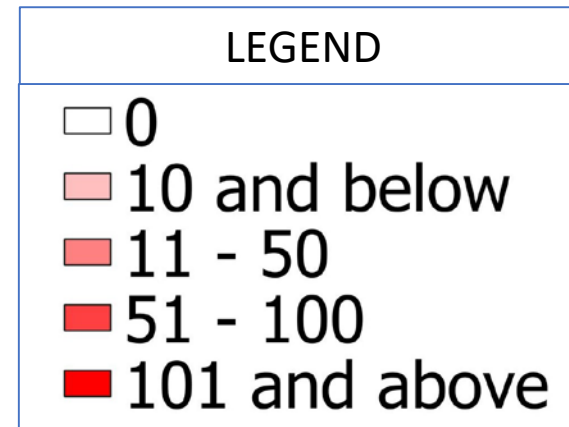 LEGEND
0
10 and below
11 - 50
51 - 100
101 and above